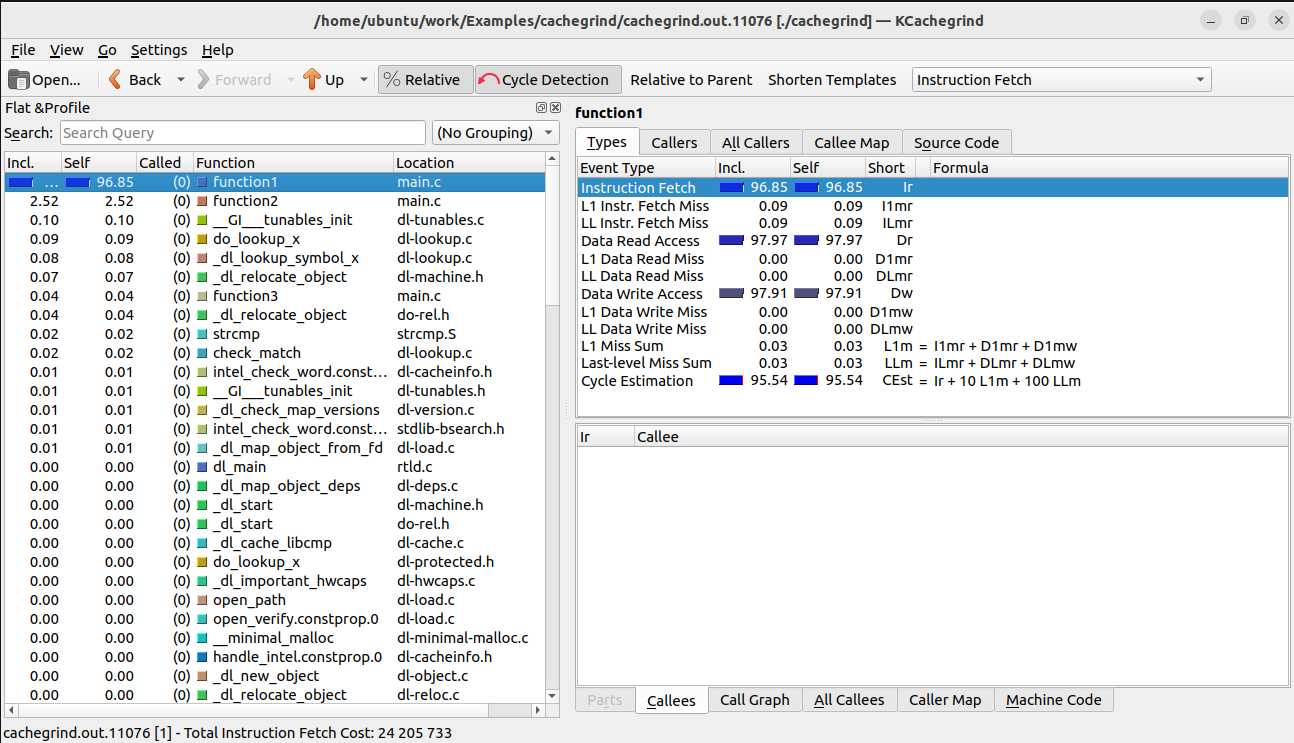 /home/ubuntu/work/Examples/cachegrind/cachegrind.out.11076 [./cachegrind] — KCachegrind
File View Go Settings Help
Open... Back Forward Up Relative Cycle Detection Relative to Parent Shorten Templates Instruction Fetch
Flat &Profile
Search: Search Query (No Grouping)
Incl. Self Called Function Location
... 96.85 (0) function1 main.c
2.52 2.52 (0) function2 main.c
0.10 0.10 (0) __GI___tunables_init dl-tunables.c
0.09 0.09 (0) do_lookup_x dl-lookup.c
0.08 0.08 (0) _dl_lookup_symbol_x dl-lookup.c
0.07 0.07 (0) _dl_relocate_object dl-machine.h
0.04 0.04 (0) function3 main.c
0.04 0.04 (0) _dl_relocate_object do-rel.h
0.02 0.02 (0) strcmp strcmp.S
0.02 0.02 (0) check_match dl-lookup.c
0.01 0.01 (0) intel_check_word.const... dl-cacheinfo.h
0.01 0.01 (0) __GI___tunables_init dl-tunables.h
0.01 0.01 (0) _dl_check_map_versions dl-version.c
0.01 0.01 (0) intel_check_word.const... stdlib-bsearch.h
0.01 0.01 (0) _dl_map_object_from_fd dl-load.c
0.00 0.00 (0) dl_main rtld.c
0.00 0.00 (0) _dl_map_object_deps dl-deps.c
0.00 0.00 (0) _dl_start dl-machine.h
0.00 0.00 (0) _dl_start do-rel.h
0.00 0.00 (0) _dl_cache_libcmp dl-cache.c
0.00 0.00 (0) do_lookup_x dl-protected.h
0.00 0.00 (0) _dl_important_hwcaps dl-hwcaps.c
0.00 0.00 (0) open_path dl-load.c
0.00 0.00 (0) open_verify.constprop.0 dl-load.c
0.00 0.00 (0) __minimal_malloc dl-minimal-malloc.c
0.00 0.00 (0) handle_intel.constprop.0 dl-cacheinfo.h
0.00 0.00 (0) _dl_new_object dl-object.c
0.00 0.00 (0) _dl_relocate_object dl-reloc.c
function1
Types Callers All Callers Callee Map Source Code
Event Type Incl. Self Short Formula
Instruction Fetch 96.85 96.85 Ir
L1 Instr. Fetch Miss 0.09 0.09 I1mr
LL Instr. Fetch Miss 0.09 0.09 ILmr
Data Read Access 97.97 97.97 Dr
L1 Data Read Miss 0.00 0.00 D1mr
LL Data Read Miss 0.00 0.00 DLmr
Data Write Access 97.91 97.91 Dw
L1 Data Write Miss 0.00 0.00 D1mw
LL Data Write Miss 0.00 0.00 DLmw
L1 Miss Sum 0.03 0.03 L1m = I1mr + D1mr + D1mw
Last-level Miss Sum 0.03 0.03 LLm = ILmr + DLmr + DLmw
Cycle Estimation 95.54 95.54 CEst = Ir + 10 L1m + 100 LLm
Ir Callee
Parts Callees Call Graph All Callees Caller Map Machine Code
cachegrind.out.11076 [1] - Total Instruction Fetch Cost: 24 205 733